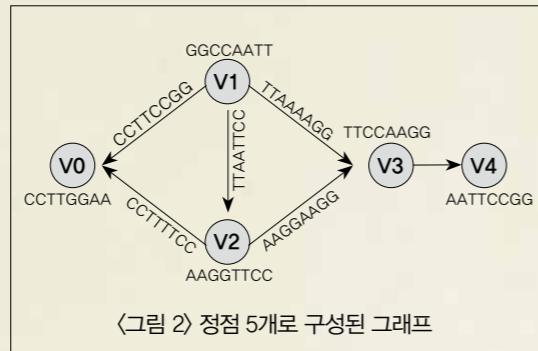 GGCCAATT
V1
CCTTCCGG
TTAAAAGG
TTAATTCC
TTCCAAGG
V0
V3
V4
CCTTGGAA
AATTCCGG
CCTTTTCC
AAGGAAGG
V2
AAGGTTCC
〈그림 2〉 정점 5개로 구성된 그래프